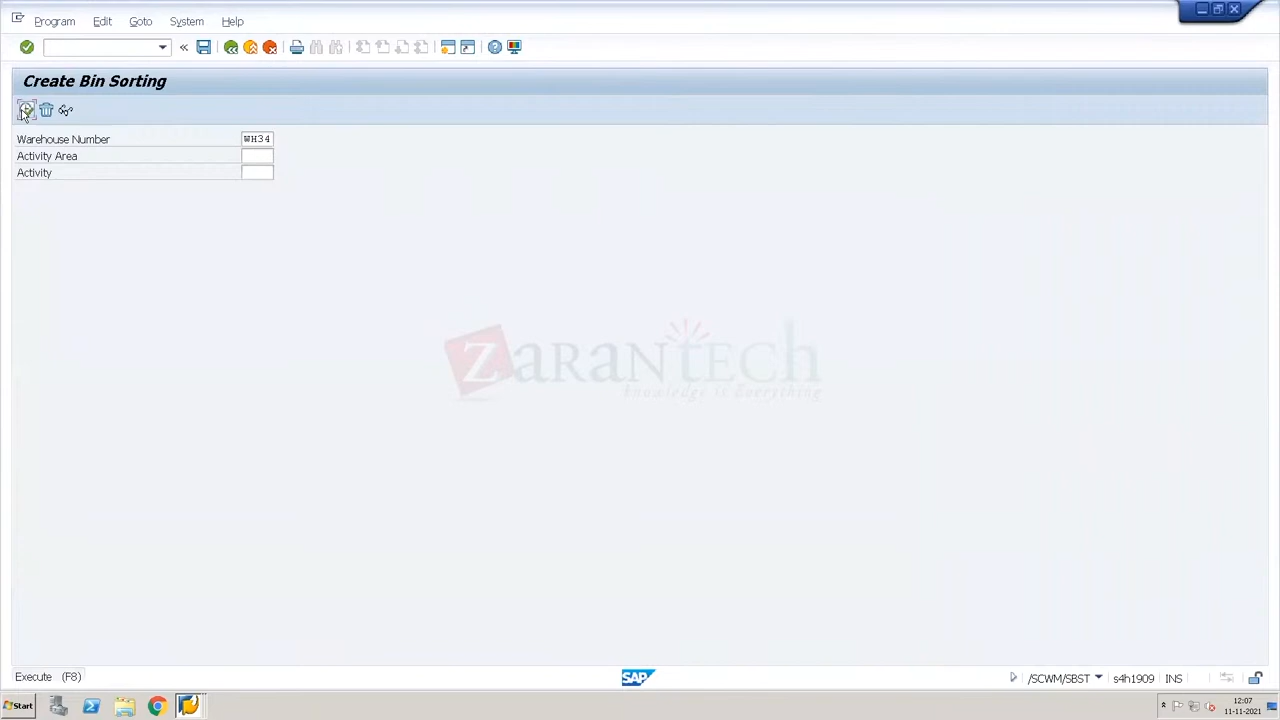 Program Edit Goto System Help
Create Bin Sorting
Warehouse Number WH34
Activity Area
Activity
ZARANTECH
knowledge is Everything
Execute (F8)
SAP
/SCWM/SBST s4h1909 INS
Start
12:07
11-11-2021